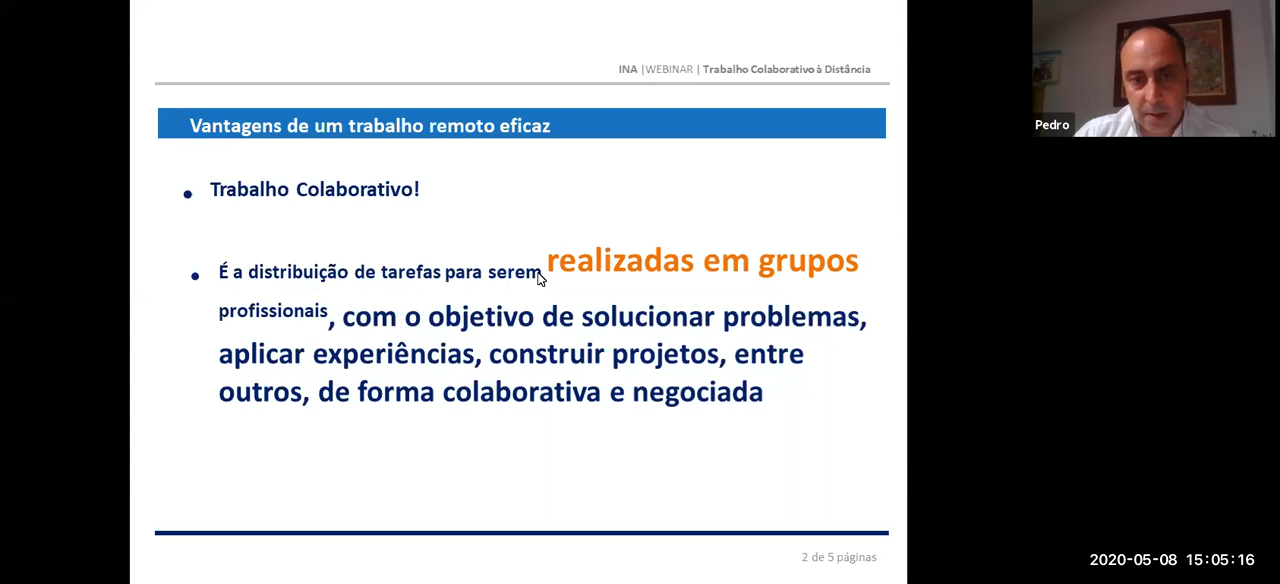 INA |WEBINAR | Trabalho Colaborativo à Distância
Vantagens de um trabalho remoto eficaz
• Trabalho Colaborativo!
• É a distribuição de tarefas para serem realizadas em grupos
profissionais, com o objetivo de solucionar problemas,
aplicar experiências, construir projetos, entre
outros, de forma colaborativa e negociada
2 de 5 páginas
Pedro
2020-05-08 15:05:16